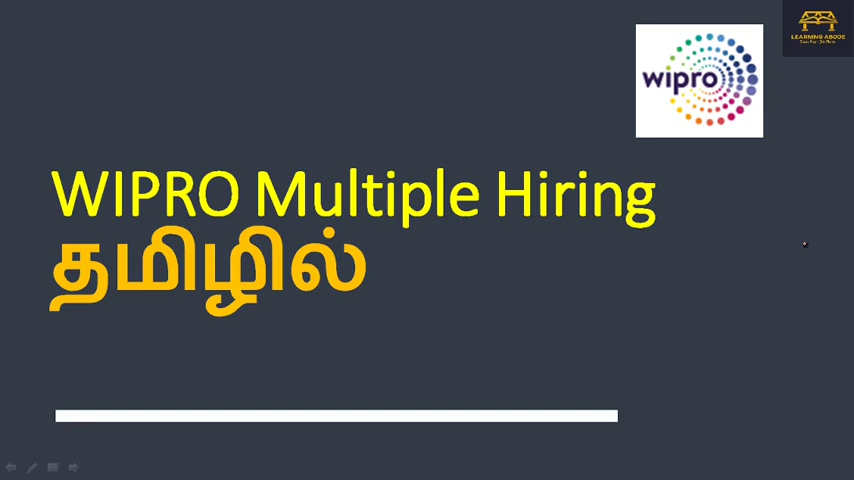 LEARNING ABODE
wipro
WIPRO Multiple Hiring
தமிழில்